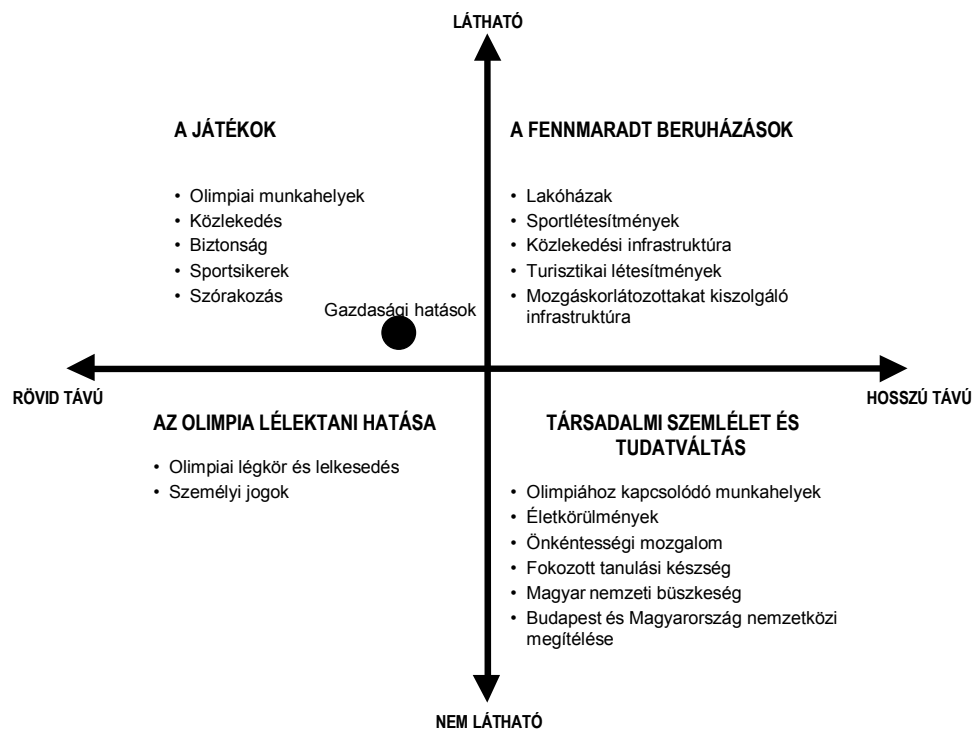 LÁTHATÓ
A JÁTÉKOK
• Olimpiai munkahelyek
• Közlekedés
• Biztonság
• Sportsikerek
• Szórakozás
Gazdasági hatások
A FENNMARADT BERUHÁZÁSOK
• Lakóházak
• Sportlétesítmények
• Közlekedési infrastruktúra
• Turisztikai létesítmények
• Mozgáskorlátozottakat kiszolgáló
infrastruktúra
RÖVID TÁVÚ
HOSSZÚ TÁVÚ
AZ OLIMPIA LÉLEKTANI HATÁSA
• Olimpiai légkör és lelkesedés
• Személyi jogok
TÁRSADALMI SZEMLÉLET ÉS
TUDATVÁLTÁS
• Olimpiához kapcsolódó munkahelyek
• Életkörülmények
• Önkéntességi mozgalom
• Fokozott tanulási készség
• Magyar nemzeti büszkeség
• Budapest és Magyarország nemzetközi
megítélése
NEM LÁTHATÓ